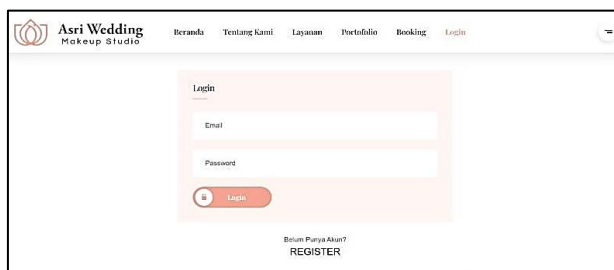 Asri Wedding
Makeup Studio
Beranda Tentang Kami Layanan Portofolio Booking Login
Login
Email
Password
Login
Belum Punya Akun?
REGISTER